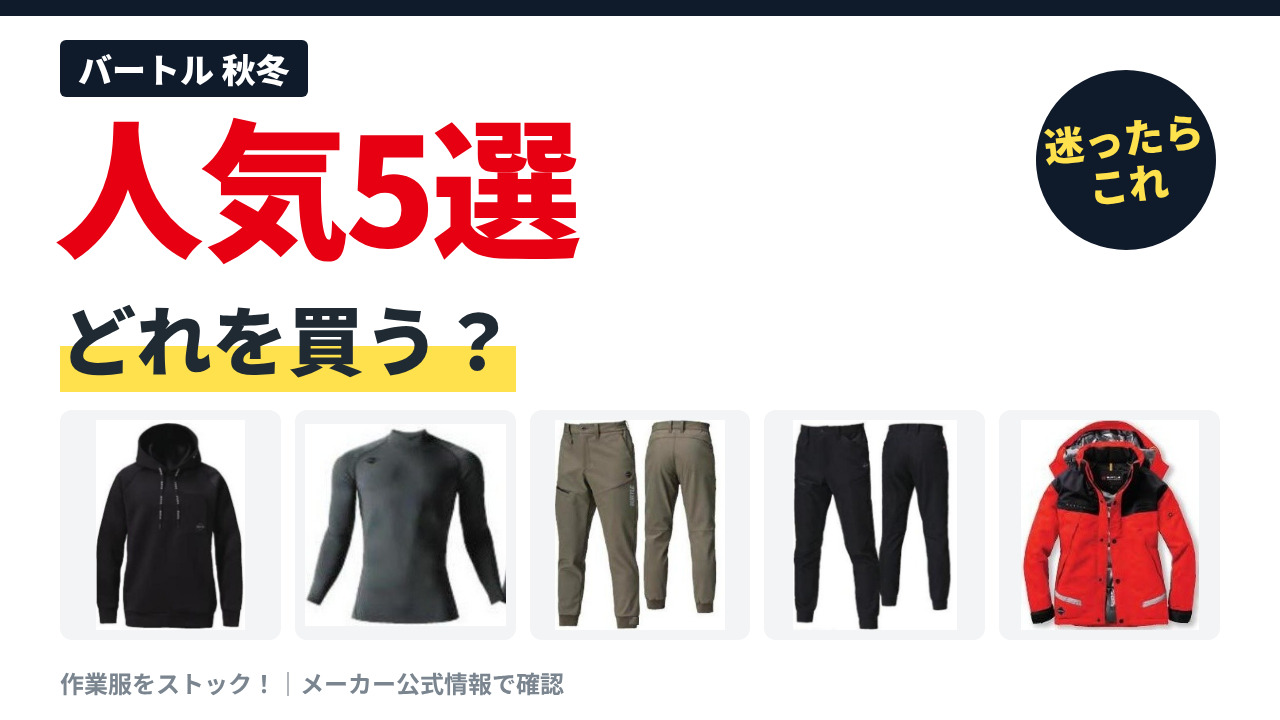 バートル 秋冬
人気5選
迷ったら
これ
どれを買う？
作業服をストック！｜メーカー公式情報で確認